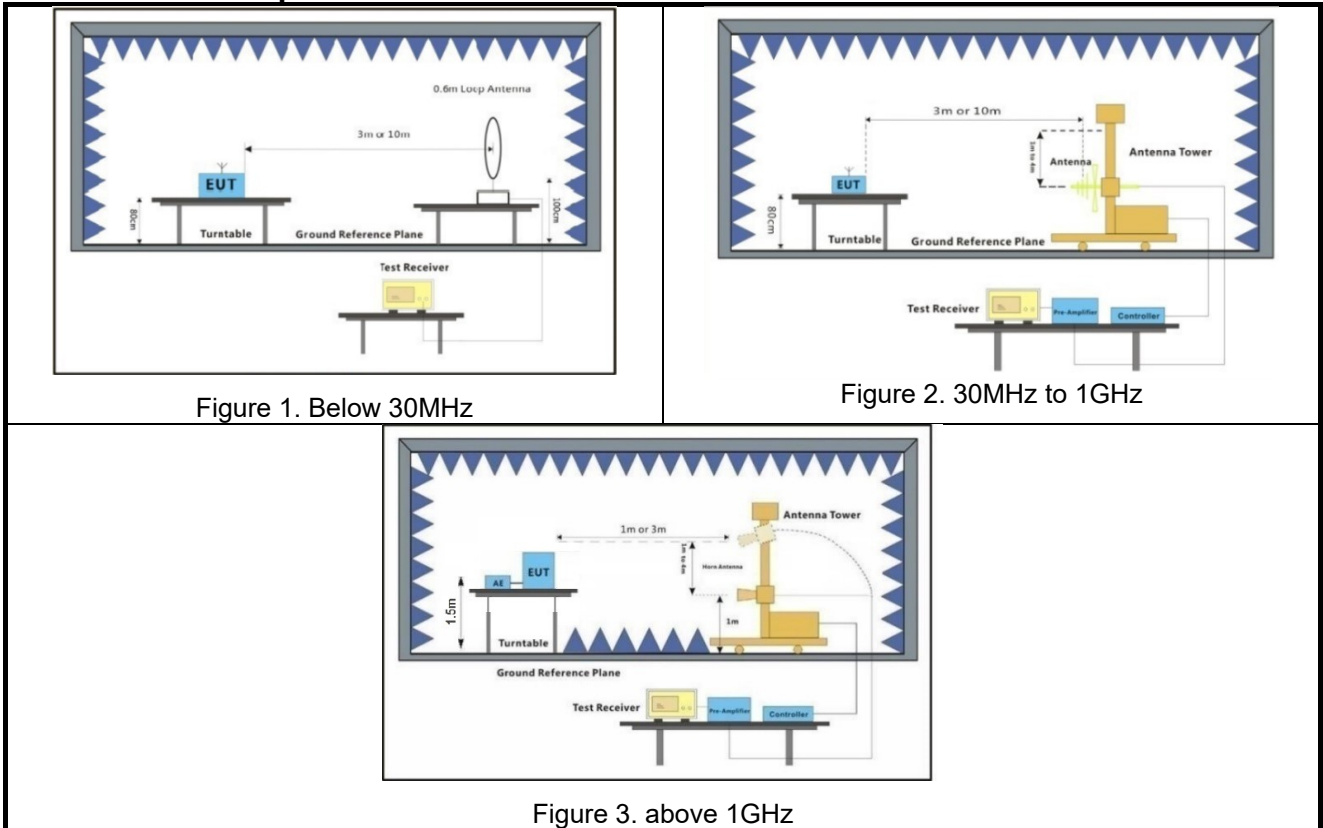 0.6m Loop Antenna
3m or 10m
EUT
80cm
100cm
Turntable
Ground Reference Plane
Test Receiver
Figure 1. Below 30MHz
3m or 10m
1m to 4m
Antenna
Antenna Tower
EUT
80cm
Turntable
Ground Reference Plane
Test Receiver
Pre-Amplifier
Controller
Figure 2. 30MHz to 1GHz
Antenna Tower
1m or 3m
1m to 4m
Horn Antenna
EUT
AE
1.5m
1m
Turntable
Ground Reference Plane
Test Receiver
Pre-Amplifier
Controller
Figure 3. above 1GHz